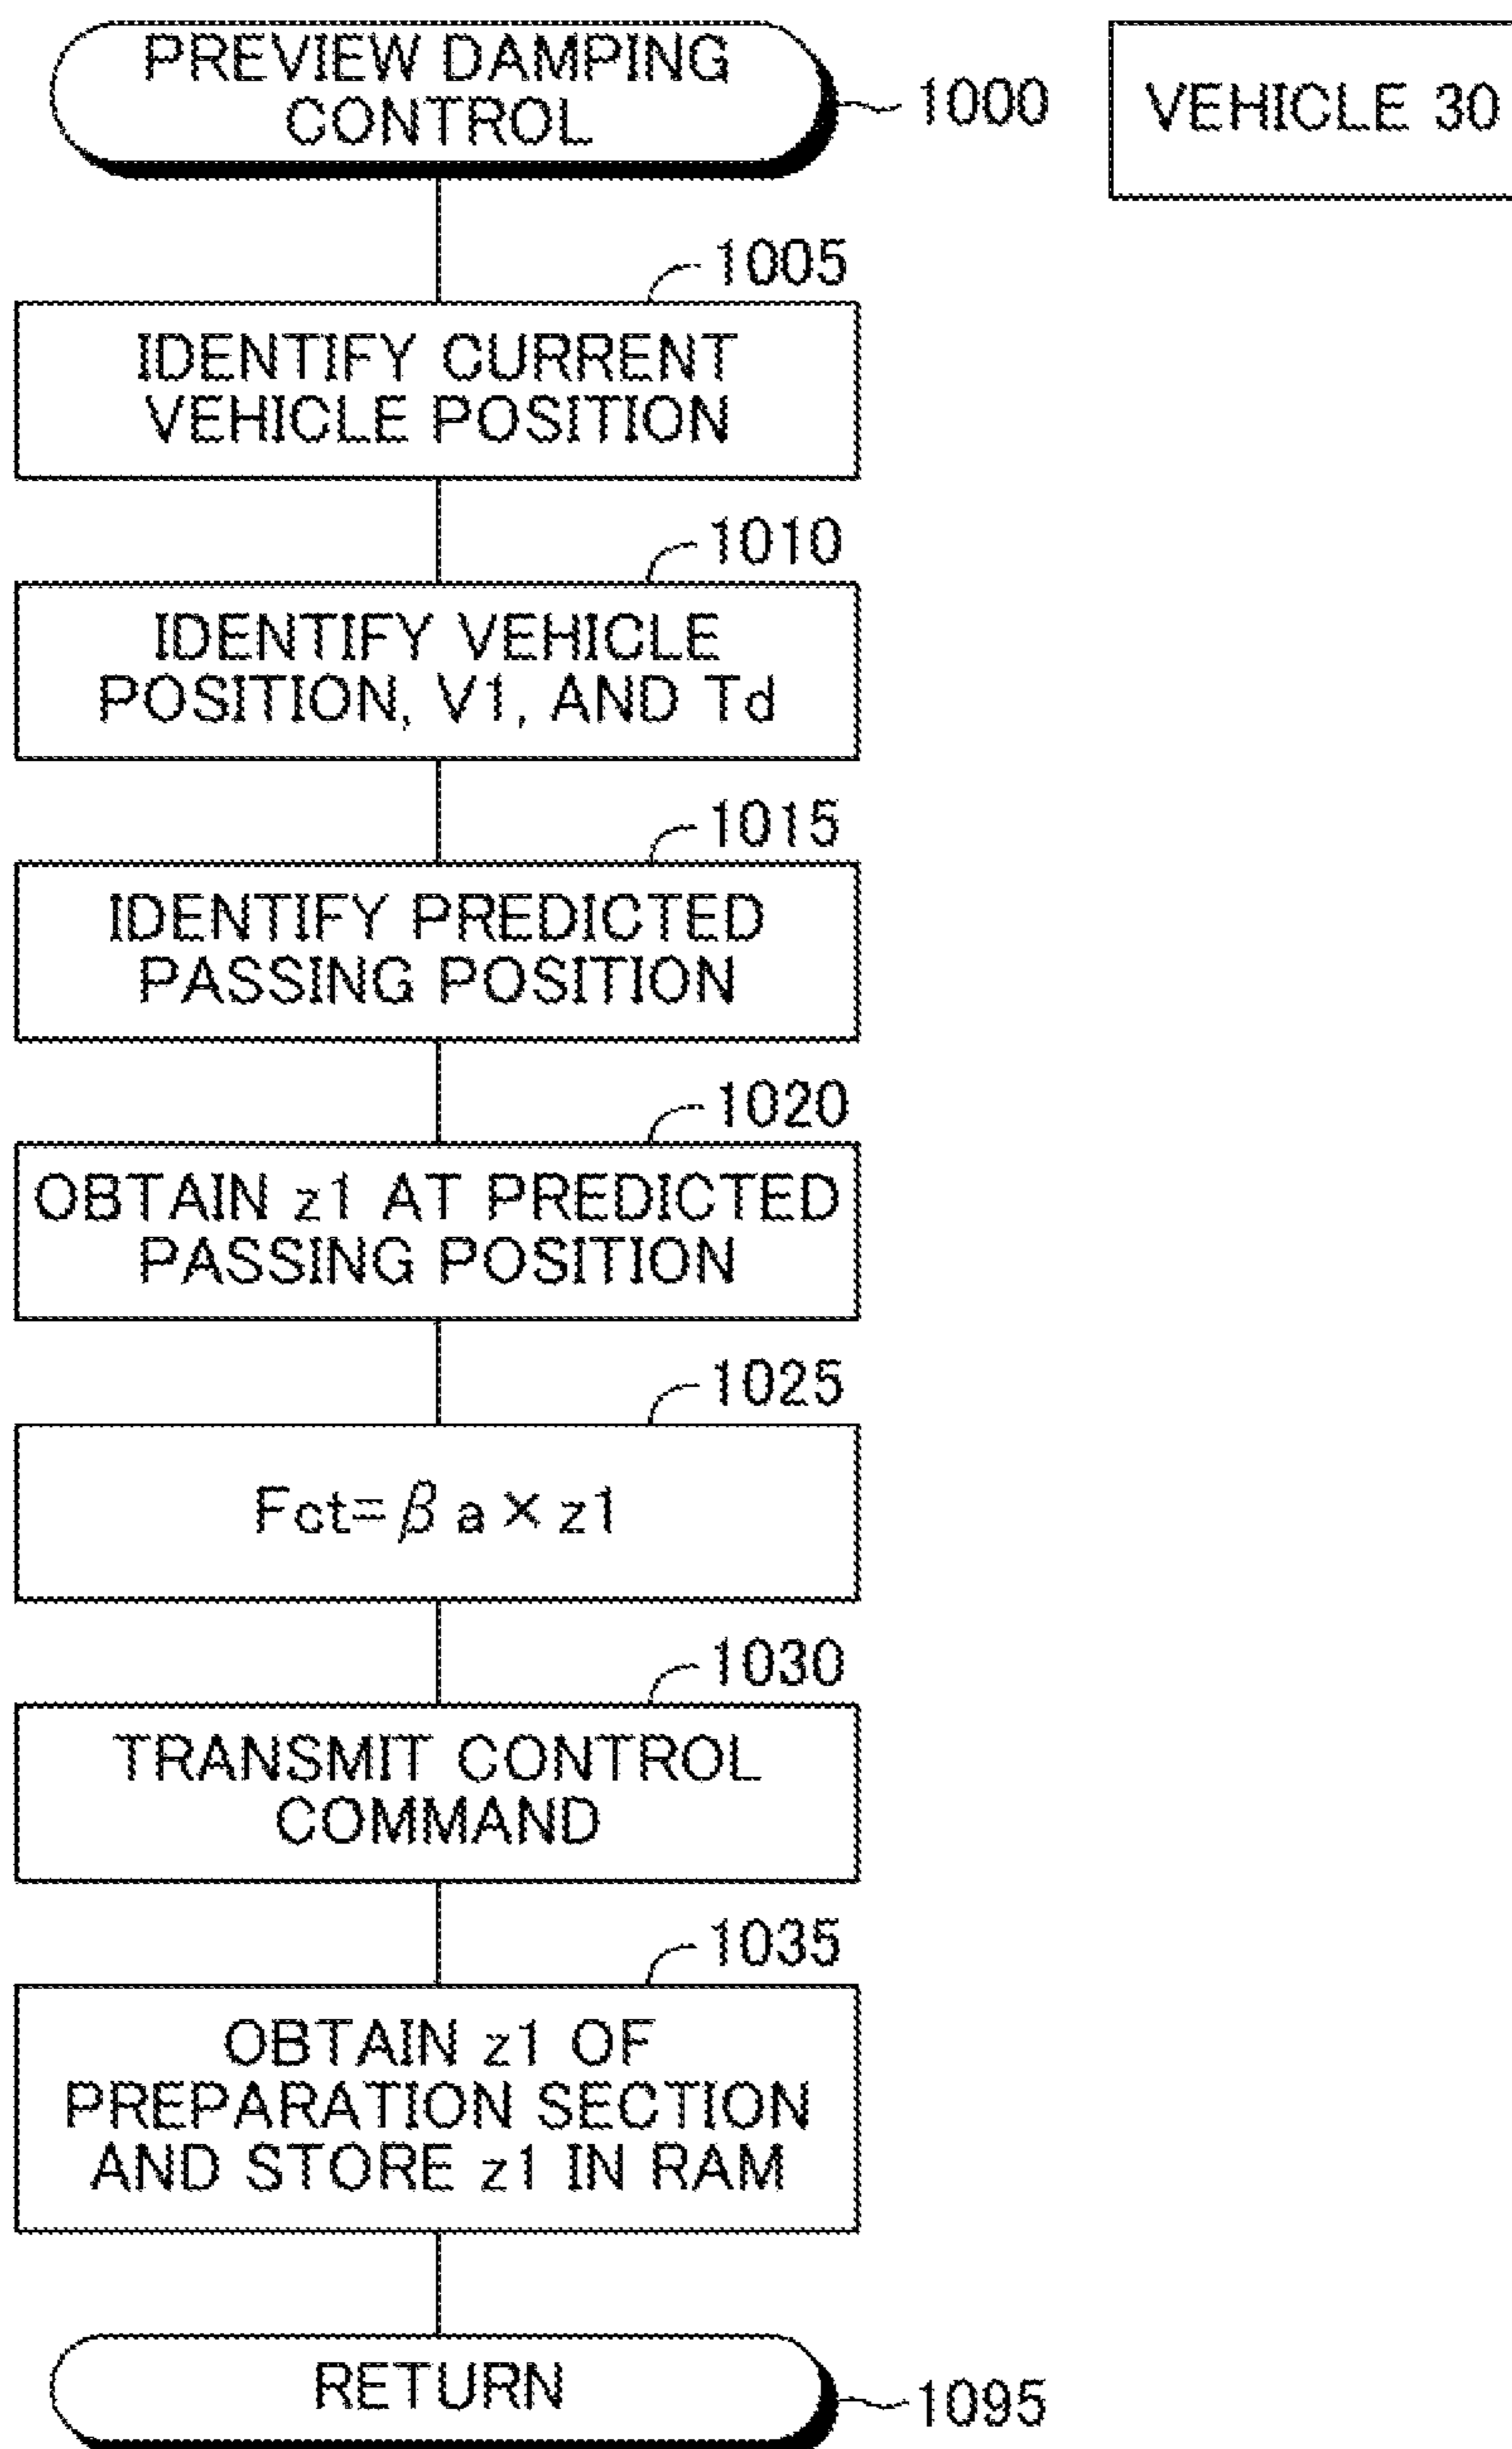 PREVIEW DAMPING
CONTROL
1000
VEHICLE 30
1005
IDENTIFY CURRENT
VEHICLE POSITION
1010
IDENTIFY VEHICLE
POSITION, V1, AND Td
1015
IDENTIFY PREDICTED
PASSING POSITION
1020
OBTAIN z1 AT PREDICTED
PASSING POSITION
1025
Fct=βa×z1
1030
TRANSMIT CONTROL
COMMAND
1035
OBTAIN z1 OF
PREPARATION SECTION
AND STORE z1 IN RAM
RETURN
1095